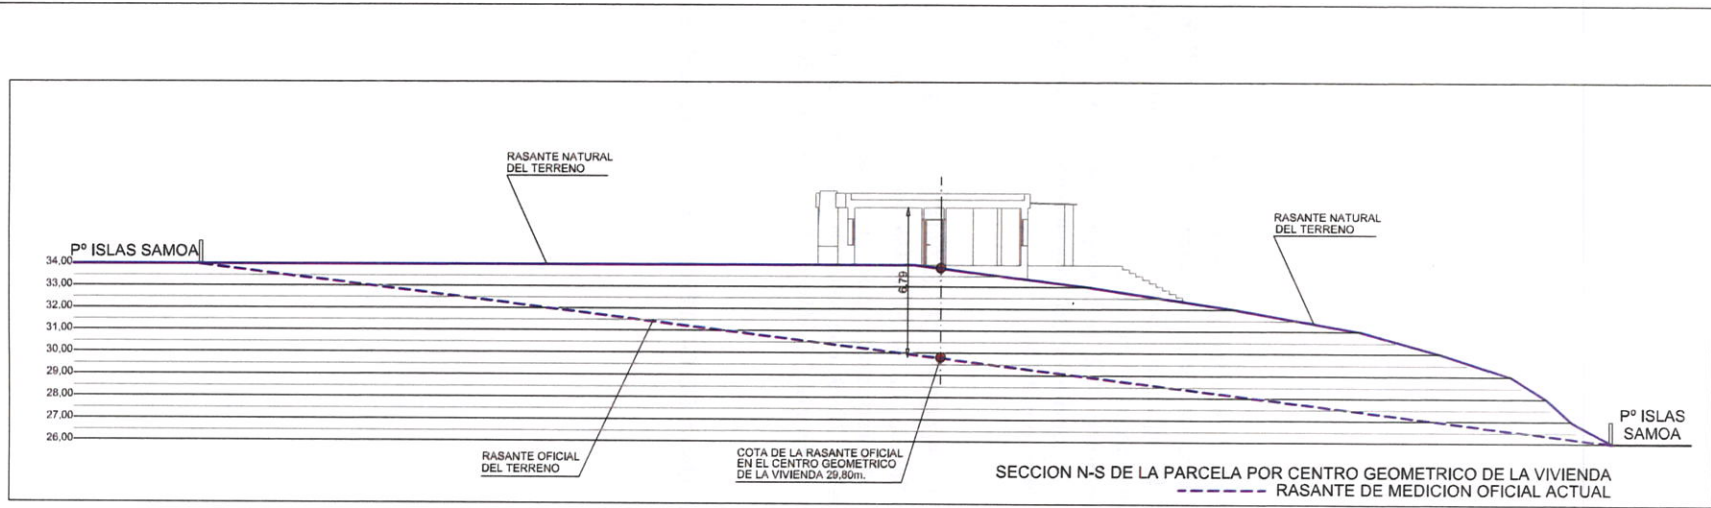 RASANTE NATURAL
DEL TERRENO
RASANTE NATURAL
DEL TERRENO
Pº ISLAS SAMOA
34,00
33,00
32,00
31,00
30,00
29,00
28,00
27,00
26,00
6,79
Pº ISLAS
SAMOA
RASANTE OFICIAL
DEL TERRENO
COTA DE LA RASANTE OFICIAL
EN EL CENTRO GEOMETRICO
DE LA VIVIENDA 29,80m.
SECCION N-S DE LA PARCELA POR CENTRO GEOMETRICO DE LA VIVIENDA
RASANTE DE MEDICION OFICIAL ACTUAL